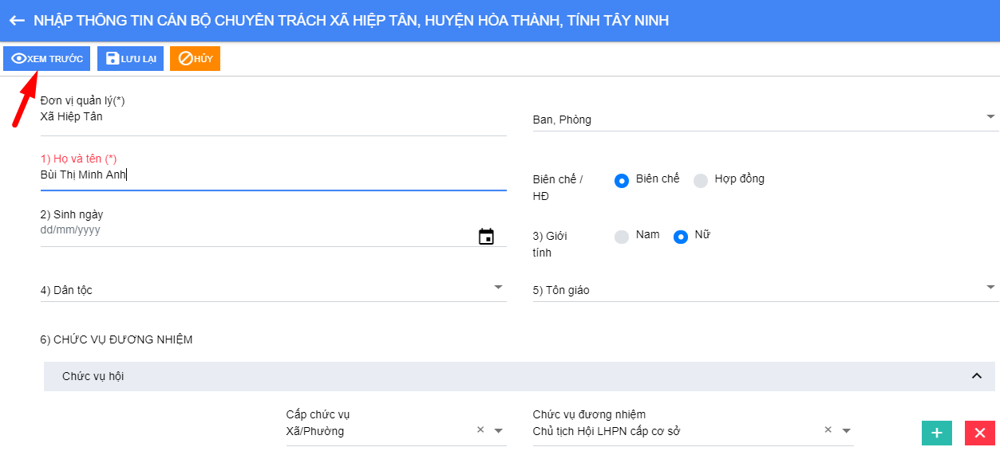 NHẬP THÔNG TIN CÁN BỘ CHUYÊN TRÁCH XÃ HIỆP TÂN, HUYỆN HÒA THÀNH, TỈNH TÂY NINH
XEM TRƯỚC LƯU LẠI HỦY
Đơn vị quản lý(*)
Xã Hiệp Tân
Ban, Phòng
1) Họ và tên (*)
Bùi Thị Minh Anh
Biên chế / HĐ Biên chế Hợp đồng
2) Sinh ngày
dd/mm/yyyy
3) Giới tính Nam Nữ
4) Dân tộc
5) Tôn giáo
6) CHỨC VỤ ĐƯƠNG NHIỆM
Chức vụ hội
Cấp chức vụ
Xã/Phường
Chức vụ đương nhiệm
Chủ tịch Hội LHPN cấp cơ sở